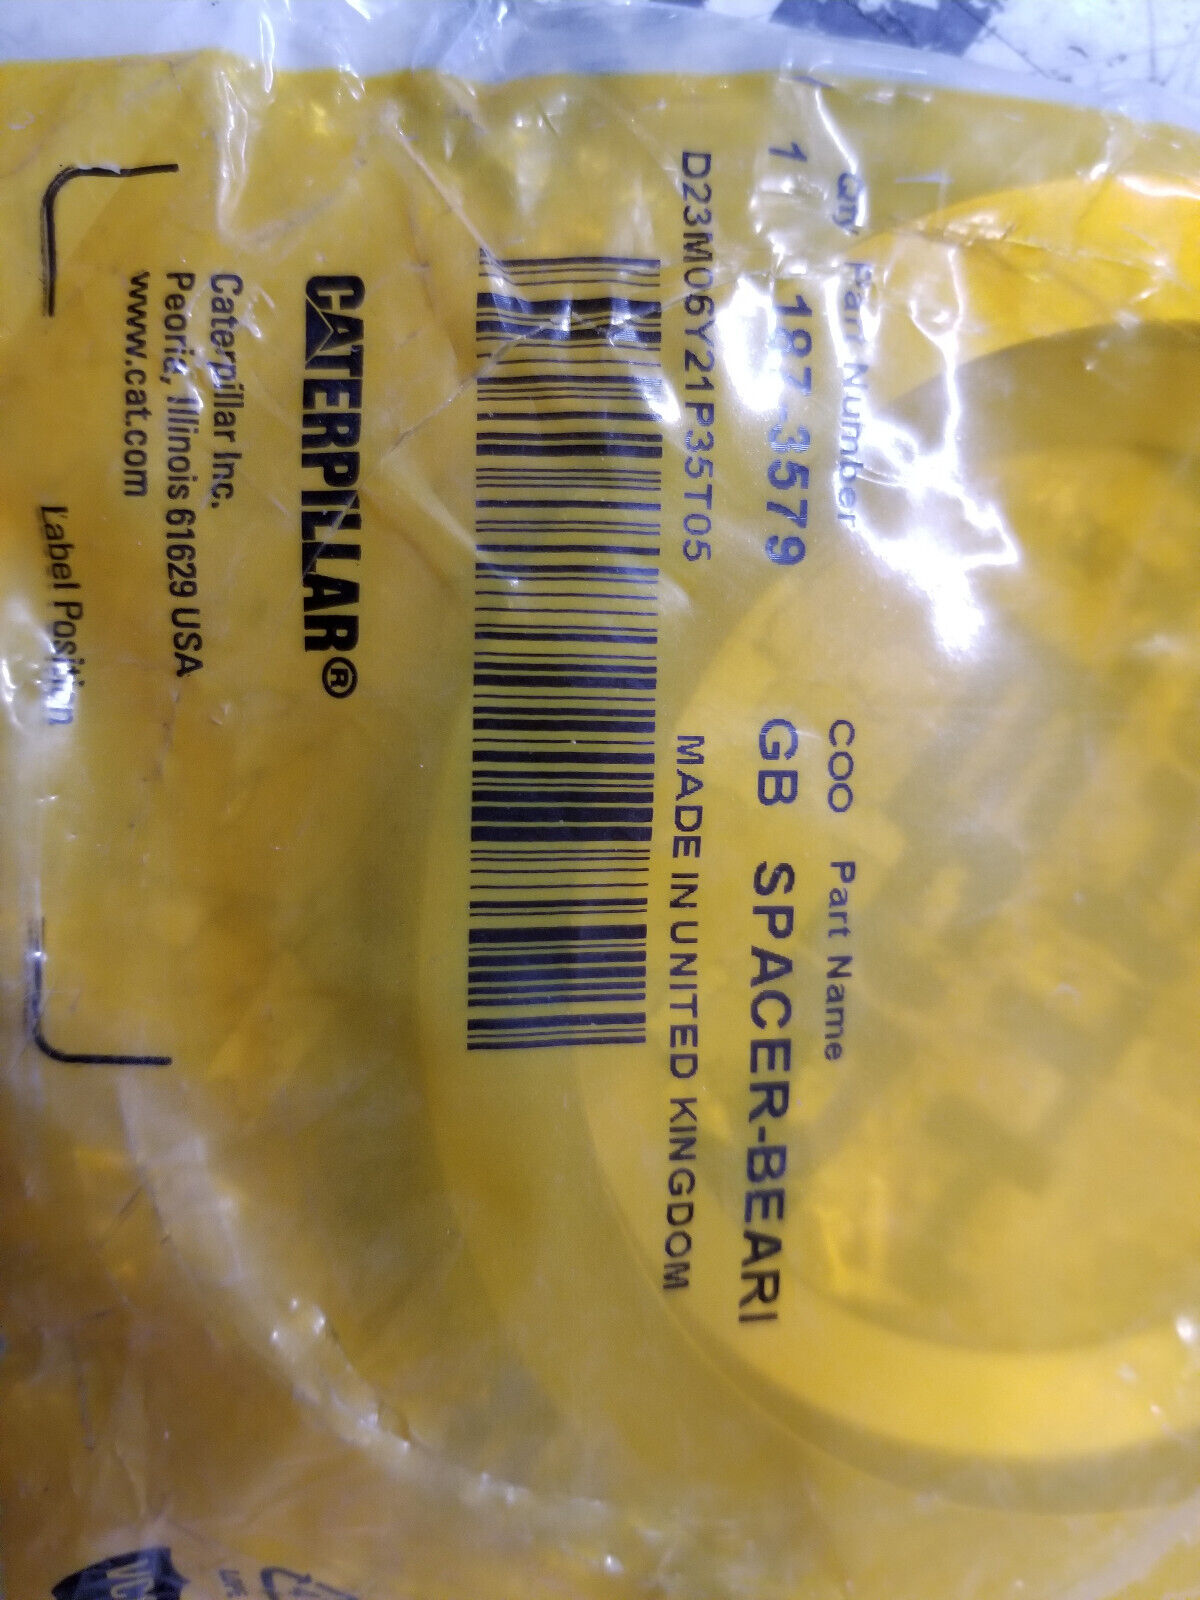 Qty Part Number COO Part Name
1 187-3579 GB SPACER-BEARI
D23M06Y21P35T05 MADE IN UNITED KINGDOM
CATERPILLAR®
Caterpillar Inc.
Peoria, Illinois 61629 USA
www.cat.com
Label Position
VC